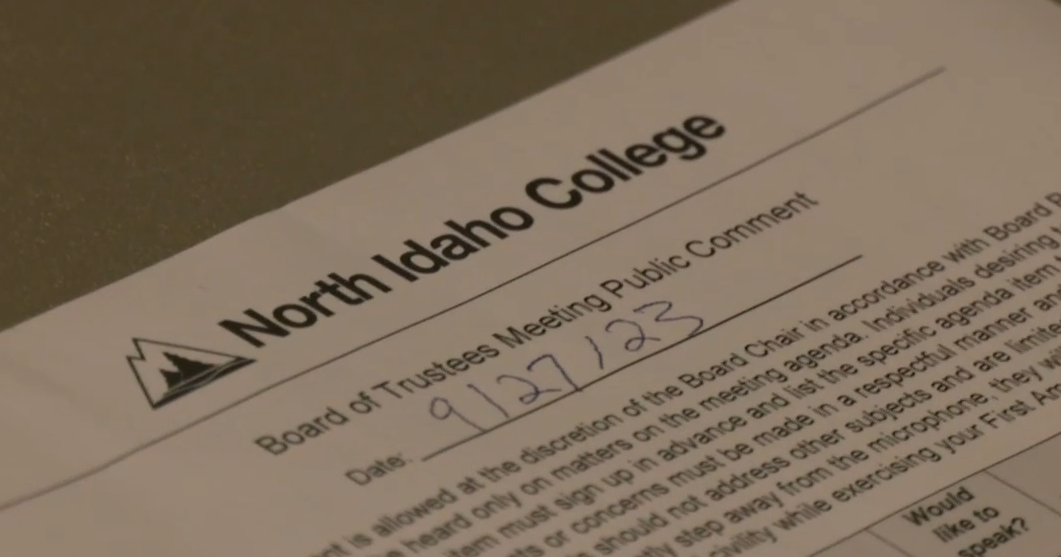 North Idaho College
Board of Trustees Meeting Public Comment
Date: 9/27/23
is allowed at the discretion of the Board Chair in accordance with Board
heard only on matters on the meeting agenda. Individuals desiring
must sign up in advance and list the specific agenda item
or concerns must be made in a respectful manner and
should not address other subjects and are limited
step away from the microphone, they
civility while exercising your First
Would
like to
speak?